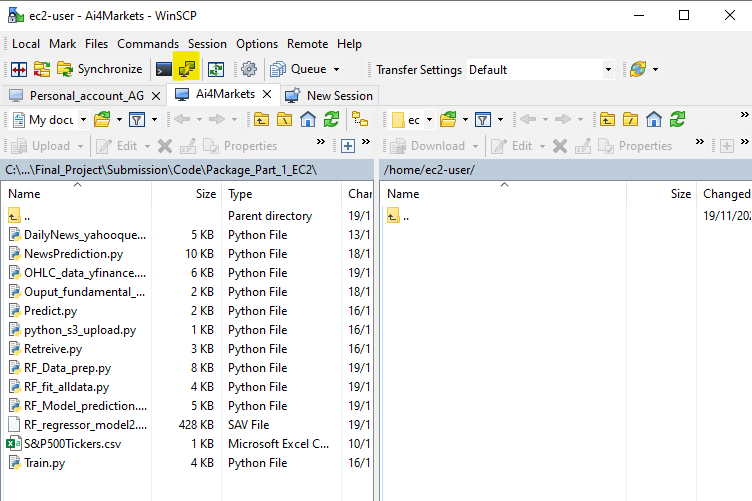 ec2-user - Ai4Markets - WinSCP
Local Mark Files Commands Session Options Remote Help
Synchronize Queue Transfer Settings Default
Personal_account_AG Ai4Markets New Session
My docu ec
Upload Edit Properties Download Edit Properties
C:\...\Final_Project\Submission\Code\Package_Part_1_EC2\ /home/ec2-user/
Name Size Type Char Name Size Changed
.. Parent directory 19/1 .. 19/11/202
DailyNews_yahooque... 5 KB Python File 13/1
NewsPrediction.py 10 KB Python File 18/1
OHLC_data_yfinance.... 6 KB Python File 19/1
Ouput_fundamental_... 2 KB Python File 18/1
Predict.py 2 KB Python File 16/1
python_s3_upload.py 1 KB Python File 16/1
Retreive.py 3 KB Python File 16/1
RF_Data_prep.py 8 KB Python File 19/1
RF_fit_alldata.py 4 KB Python File 19/1
RF_Model_prediction.... 5 KB Python File 19/1
RF_regressor_model2.... 428 KB SAV File 19/1
S&P500Tickers.csv 1 KB Microsoft Excel C... 10/1
Train.py 4 KB Python File 16/1